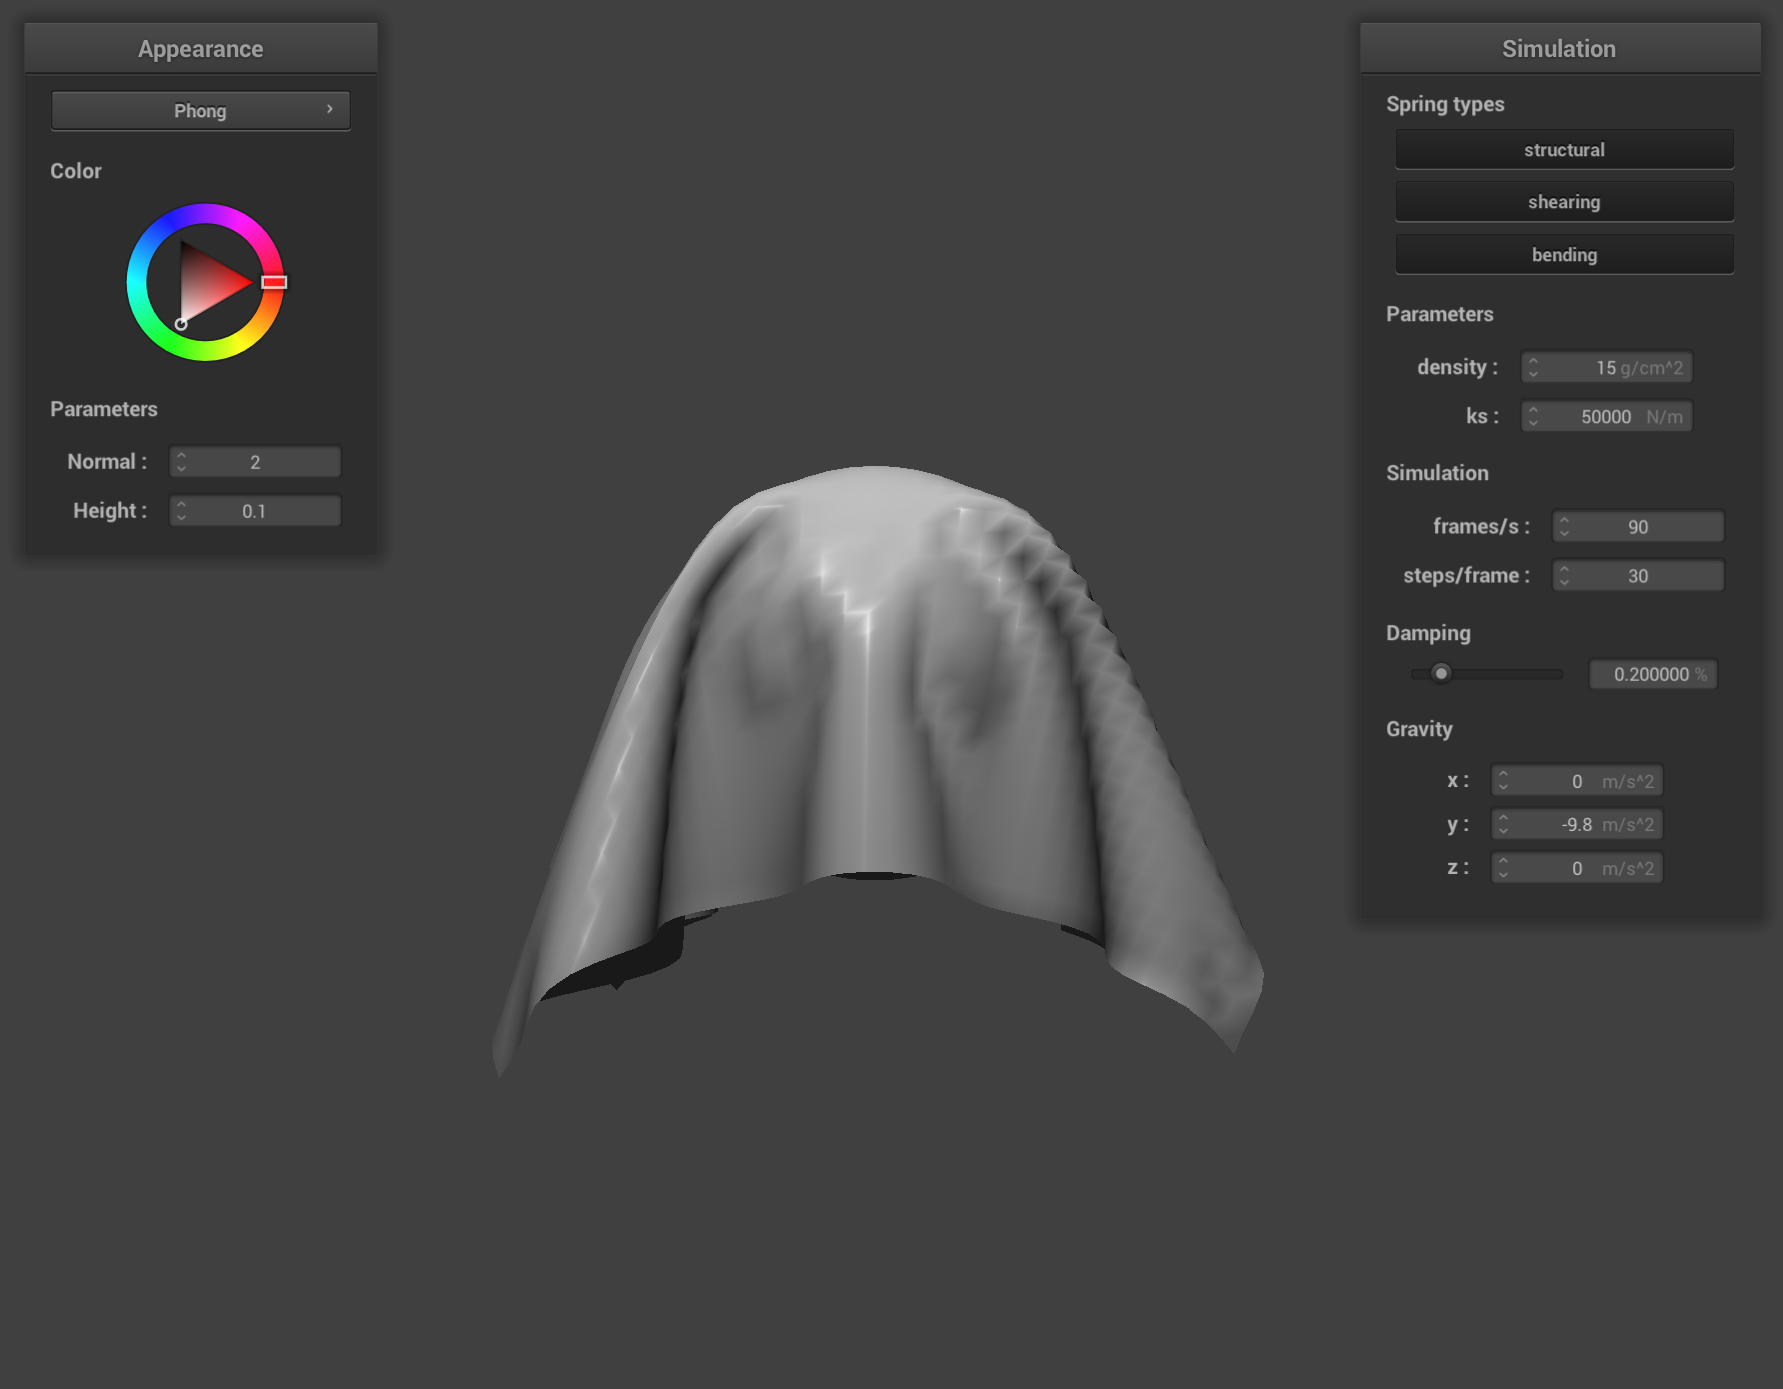 Appearance
Phong
Color
Parameters
Normal : 2
Height : 0.1
Simulation
Spring types
structural
shearing
bending
Parameters
density : 15 g/cm^2
ks : 50000 N/m
Simulation
frames/s : 90
steps/frame : 30
Damping
0.200000 %
Gravity
x : 0 m/s^2
y : -9.8 m/s^2
z : 0 m/s^2